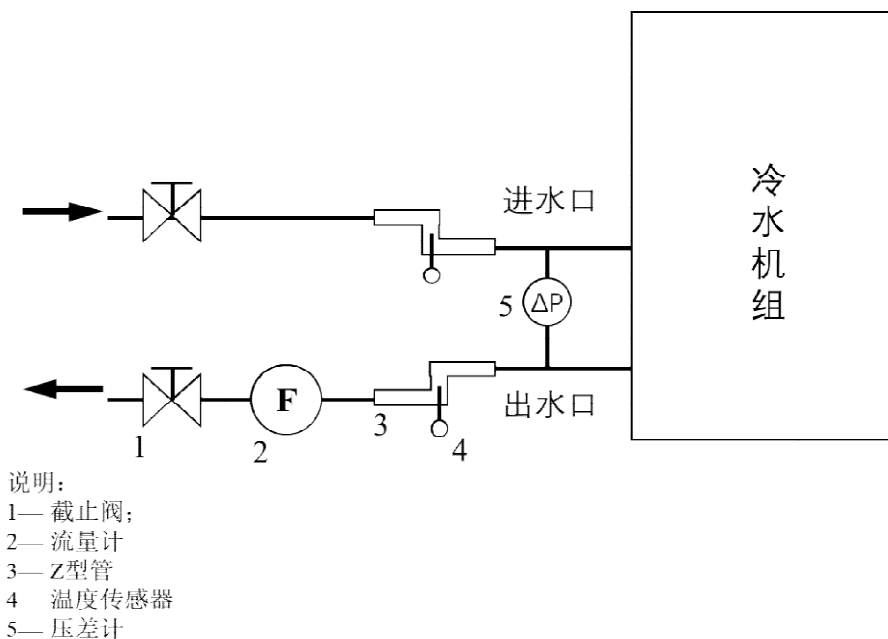 进水口
冷水机组
5
ΔP
F
出水口
1
2
3
4
说明：
1— 截止阀；
2— 流量计
3— Z型管
4 温度传感器
5— 压差计